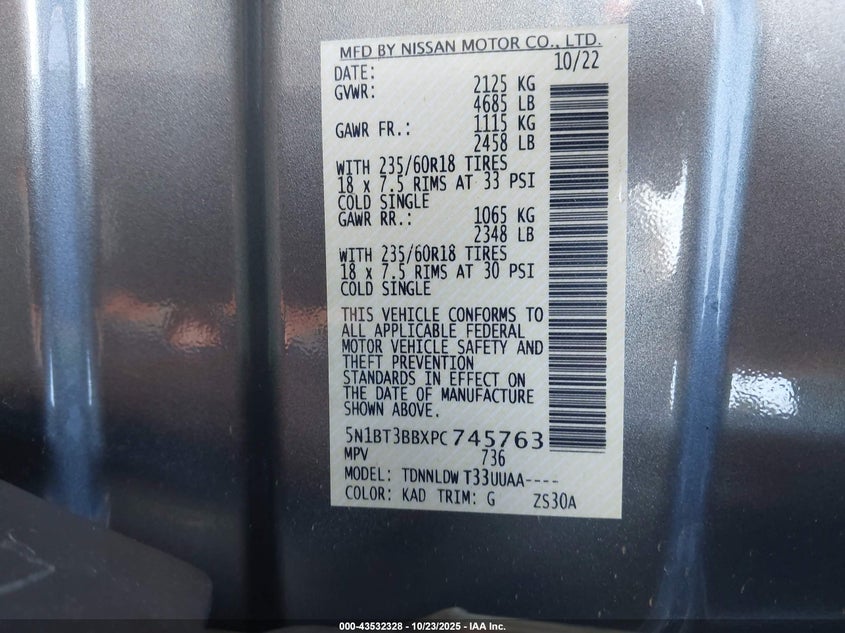 MFD BY NISSAN MOTOR CO., LTD.
DATE: 10/22
GVWR: 2125 KG
4685 LB
GAWR FR.: 1115 KG
2458 LB
WITH 235/60R18 TIRES
18 x 7.5 RIMS AT 33 PSI
COLD SINGLE
GAWR RR.: 1065 KG
2348 LB
WITH 235/60R18 TIRES
18 x 7.5 RIMS AT 30 PSI
COLD SINGLE
THIS VEHICLE CONFORMS TO
ALL APPLICABLE FEDERAL
MOTOR VEHICLE SAFETY AND
THEFT PREVENTION
STANDARDS IN EFFECT ON
THE DATE OF MANUFACTURE
SHOWN ABOVE.
5N1BT3BBXPC745763
MPV 736
MODEL: TDNNLDW T33UUAA----
COLOR: KAD TRIM: G ZS30A
000-43532328 - 10/23/2025 - IAA Inc.